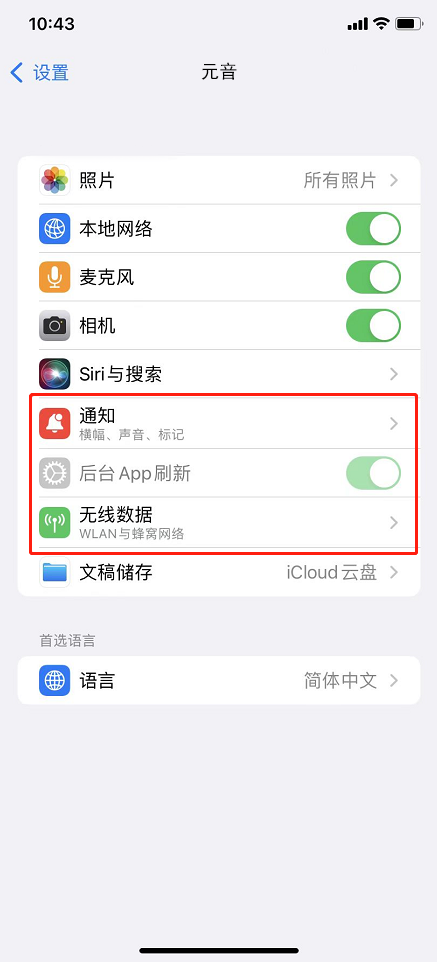 10:43
设置
元音
照片
所有照片
本地网络
麦克风
相机
Siri与搜索
通知
横幅、声音、标记
后台App刷新
无线数据
WLAN与蜂窝网络
文稿储存
iCloud云盘
首选语言
语言
简体中文